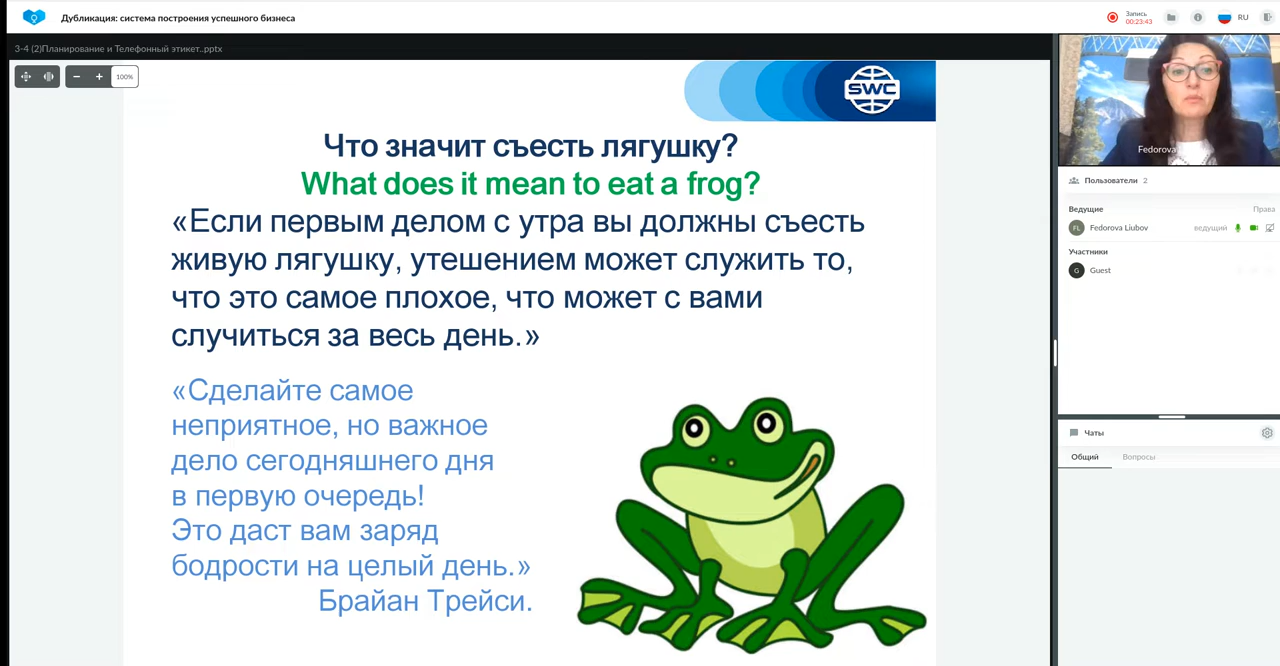 Дубликация: система построения успешного бизнеса
Запись
00:23:43
RU
3-4 (2)Планирование и Телефонный этикет..pptx
100%
SWC
Что значит съесть лягушку?
What does it mean to eat a frog?
«Если первым делом с утра вы должны съесть
живую лягушку, утешением может служить то,
что это самое плохое, что может с вами
случиться за весь день.»
«Сделайте самое
неприятное, но важное
дело сегодняшнего дня
в первую очередь!
Это даст вам заряд
бодрости на целый день.»
Брайан Трейси.
Fedorova
Пользователи 2
Ведущие Права
FL Fedorova Liubov ведущий
Участники
G Guest
Чаты
Общий Вопросы